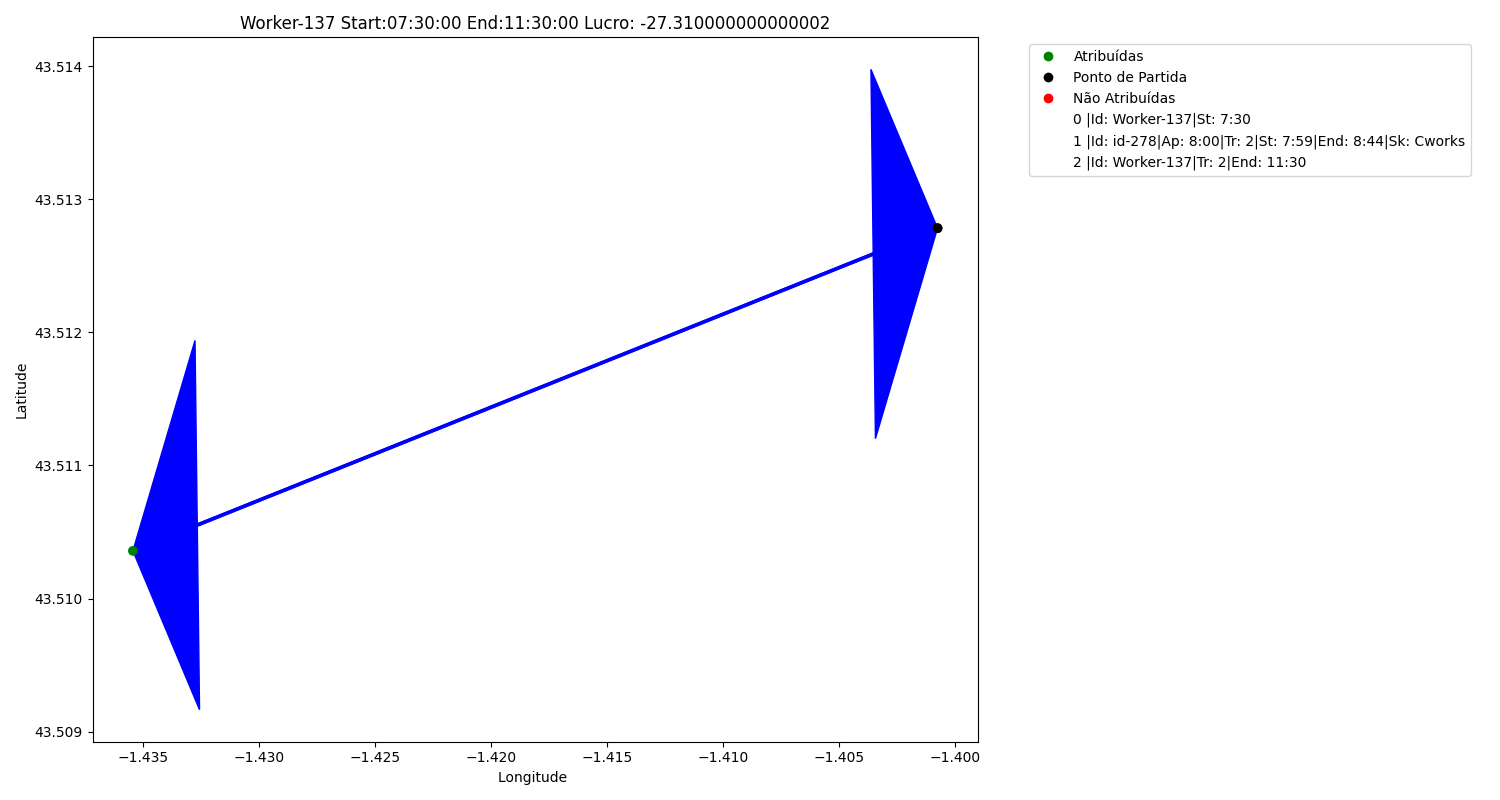 Worker-137 Start:07:30:00 End:11:30:00 Lucro: -27.310000000000002
43.514
43.513
43.512
43.511
43.510
43.509
Latitude
−1.435
−1.430
−1.425
−1.420
−1.415
−1.410
−1.405
−1.400
Longitude
Atribuídas
Ponto de Partida
Não Atribuídas
0 |Id: Worker-137|St: 7:30
1 |Id: id-278|Ap: 8:00|Tr: 2|St: 7:59|End: 8:44|Sk: Cworks
2 |Id: Worker-137|Tr: 2|End: 11:30